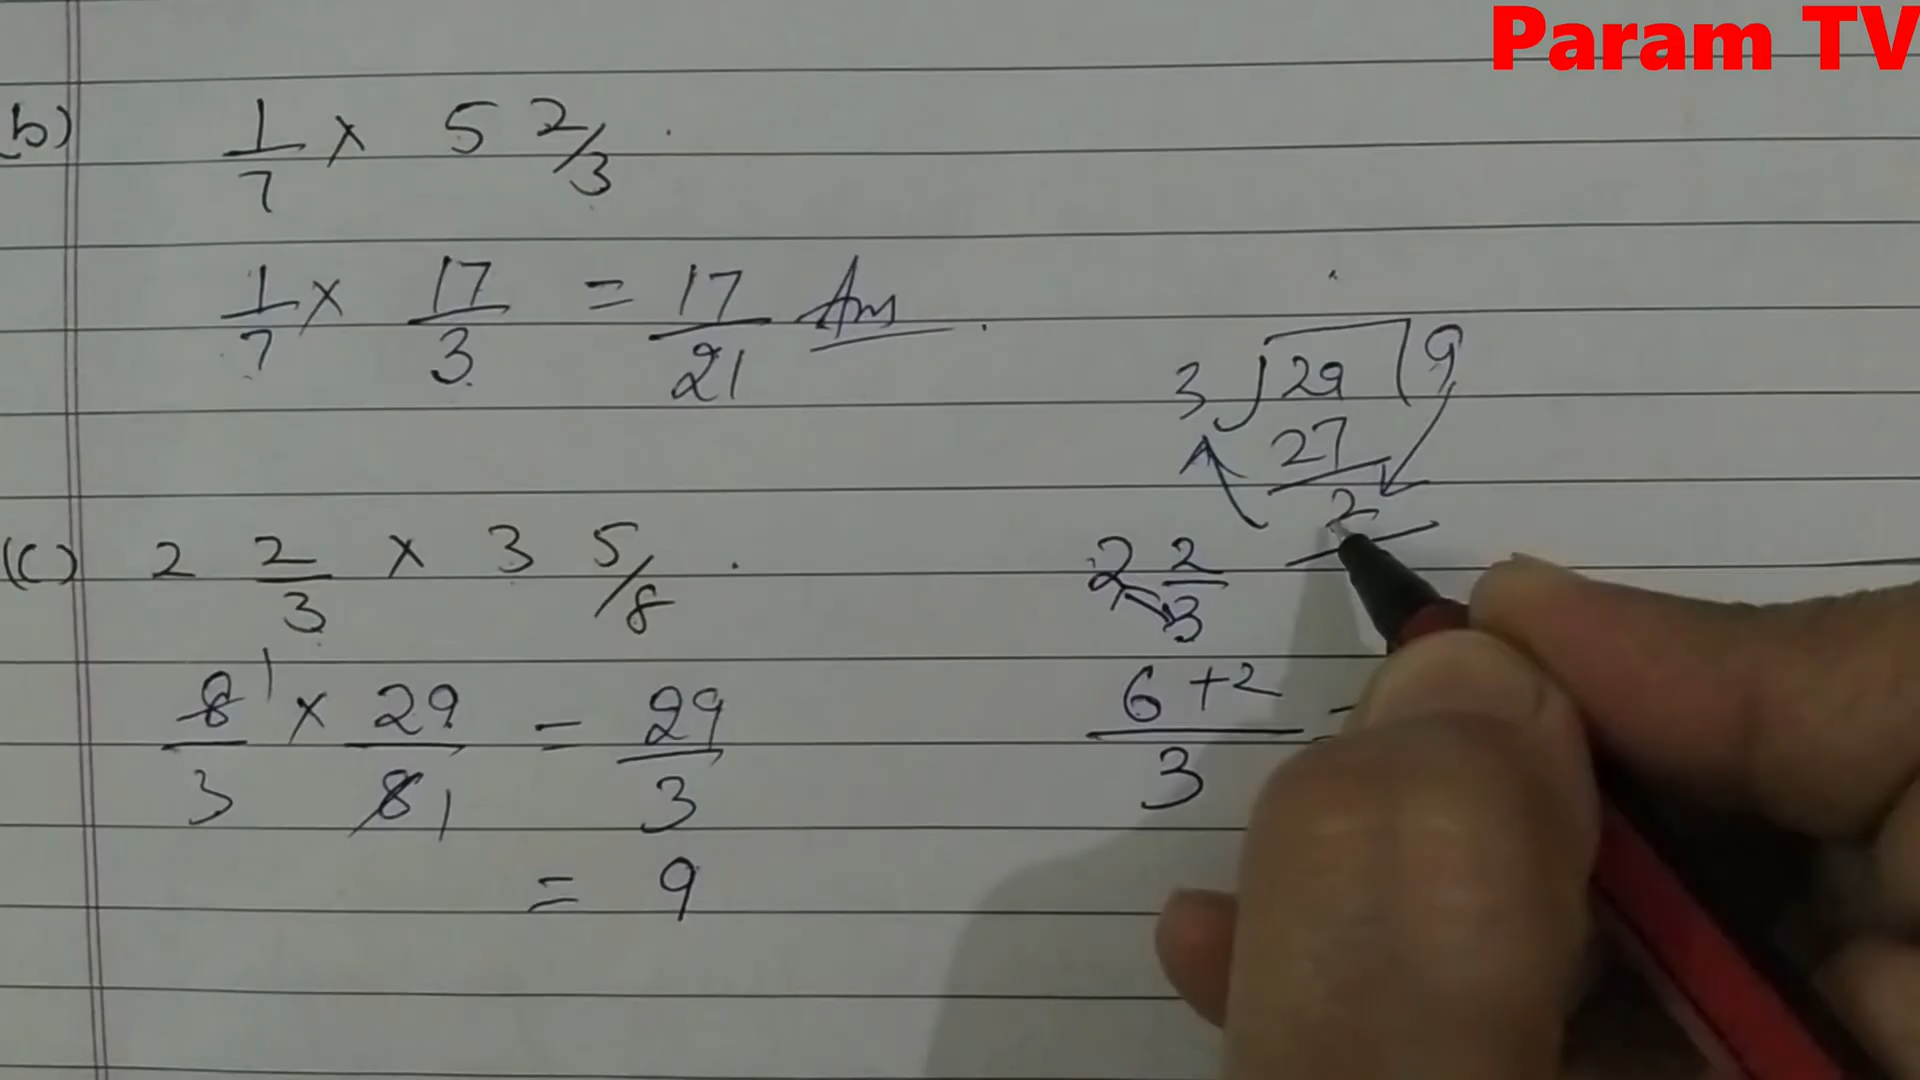 Param TV
(b) 1/7 × 5 2/3 .
1/7 × 17/3 = 17/21 Ans .
3 29 9
27
2
(c) 2 2/3 × 3 5/8 .
8 1/3 × 29/8 1 = 29/3
= 9
2 2/3
6+2/3 =